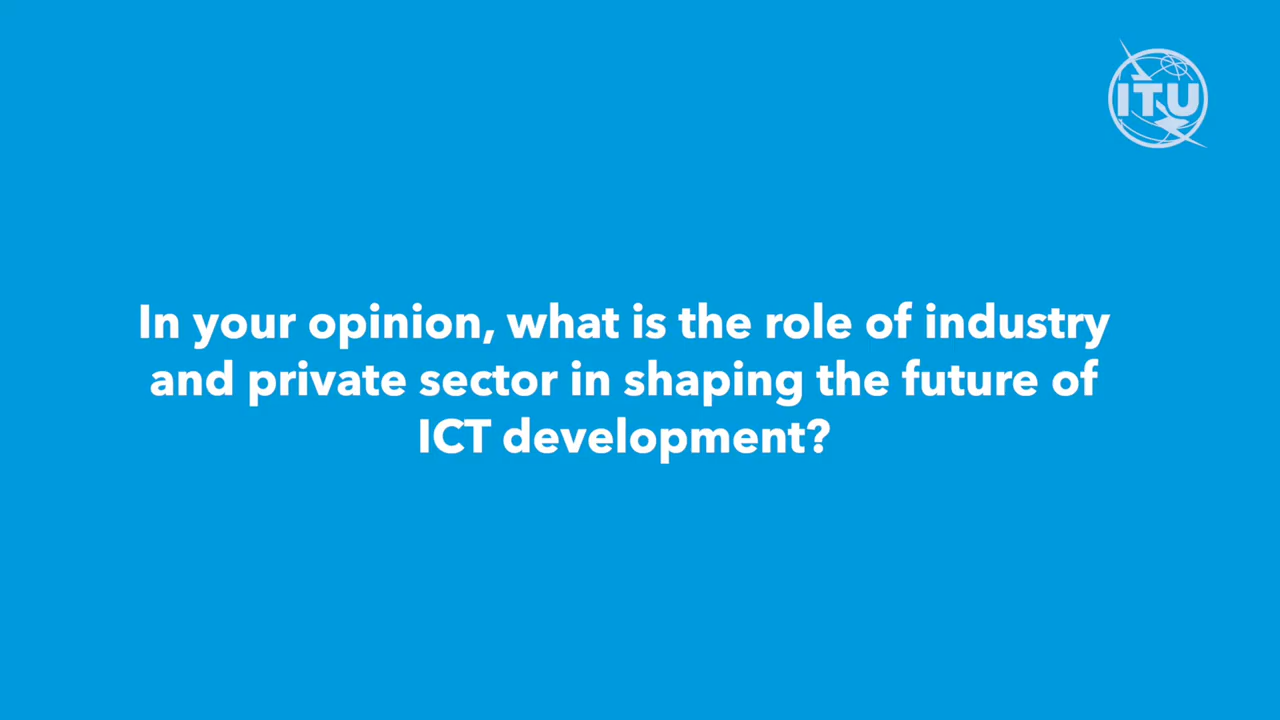 ITU
In your opinion, what is the role of industry
and private sector in shaping the future of
ICT development?